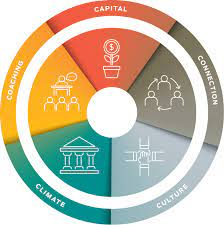 CAPITAL
CONNECTION
CULTURE
CLIMATE
COACHING
$